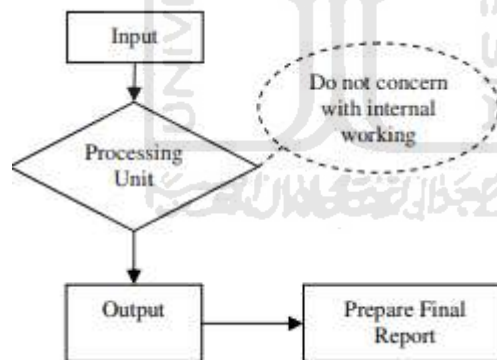 Input
Do not concern
with internal
working
Processing
Unit
Output
Prepare Final
Report